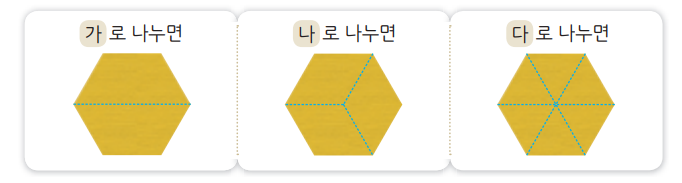 가 로 나누면
나 로 나누면
다 로 나누면